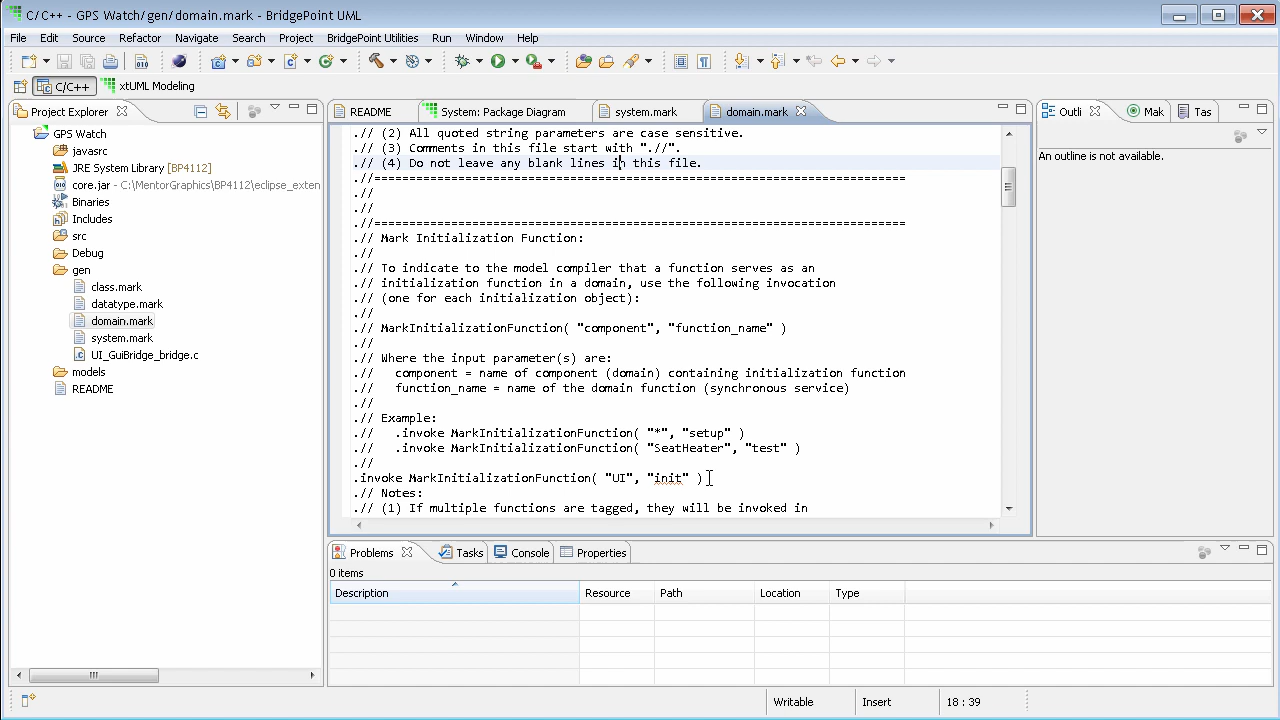 C/C++ - GPS Watch/gen/domain.mark - BridgePoint UML
File Edit Source Refactor Navigate Search Project BridgePoint Utilities Run Window Help
C/C++ xtUML Modeling
Project Explorer
GPS Watch
javasrc
JRE System Library [BP4112]
core.jar - C:\MentorGraphics\BP4112\eclipse_exten
Binaries
Includes
src
Debug
gen
class.mark
datatype.mark
domain.mark
system.mark
UI_GuiBridge_bridge.c
models
README
README System: Package Diagram system.mark domain.mark
.// (2) All quoted string parameters are case sensitive.
.// (3) Comments in this file start with ".//".
.// (4) Do not leave any blank lines in this file.
.//============================================================================
.//
.//
.//============================================================================
.// Mark Initialization Function:
.//
.// To indicate to the model compiler that a function serves as an
.// initialization function in a domain, use the following invocation
.// (one for each initialization object):
.//
.// MarkInitializationFunction( "component", "function_name" )
.//
.// Where the input parameter(s) are:
.//   component = name of component (domain) containing initialization function
.//   function_name = name of the domain function (synchronous service)
.//
.// Example:
.//   .invoke MarkInitializationFunction( "*", "setup" )
.//   .invoke MarkInitializationFunction( "SeatHeater", "test" )
.//
.invoke MarkInitializationFunction( "UI", "init" )
.// Notes:
.// (1) If multiple functions are tagged, they will be invoked in
Outli Mak Tas
An outline is not available.
Problems Tasks Console Properties
0 items
Description Resource Path Location Type
Writable Insert 18 : 39